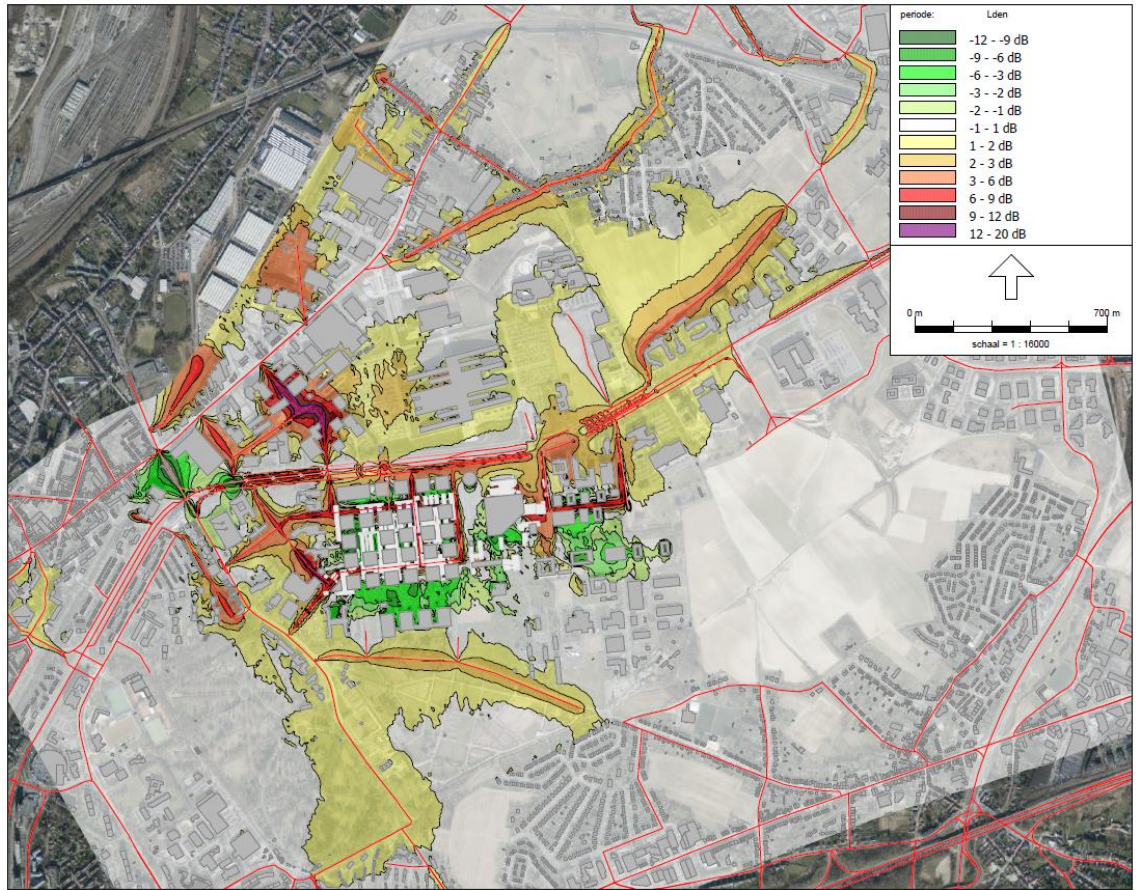 periode: Lden
-12 - -9 dB
-9 - -6 dB
-6 - -3 dB
-3 - -2 dB
-2 - -1 dB
-1 - 1 dB
1 - 2 dB
2 - 3 dB
3 - 6 dB
6 - 9 dB
9 - 12 dB
12 - 20 dB
0 m 700 m
schaal = 1 : 16000